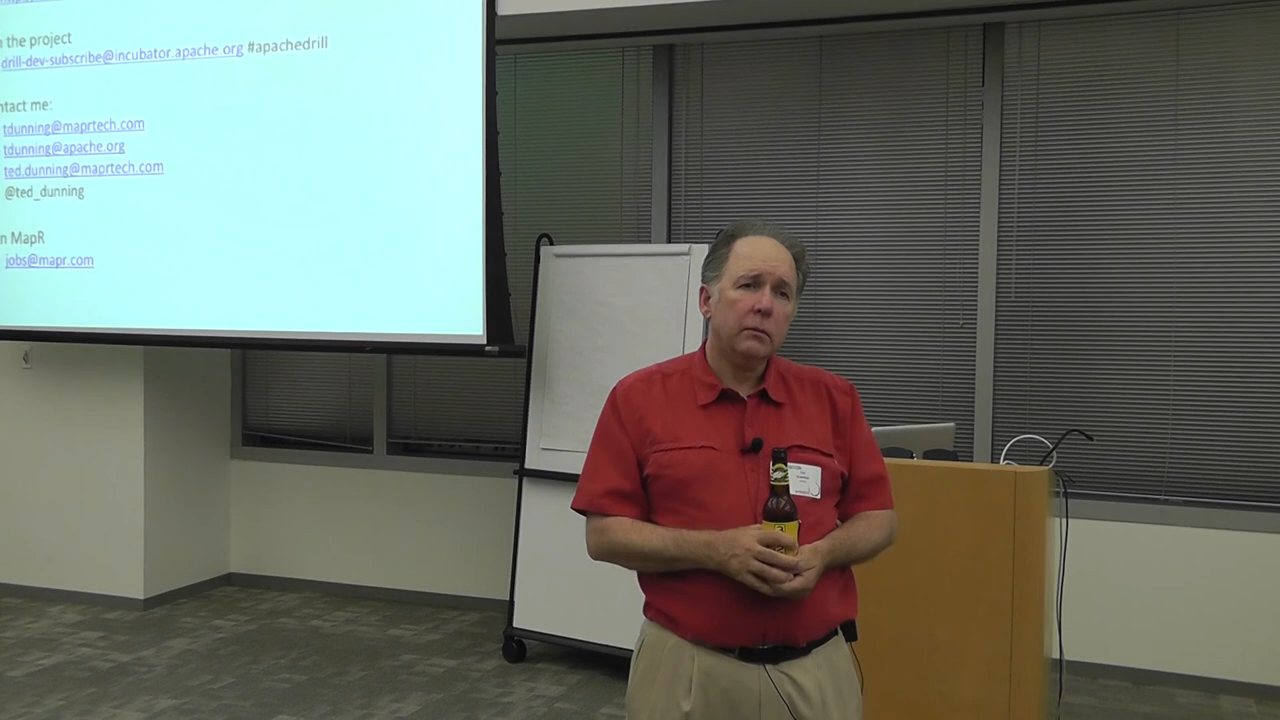 n the project
drill-dev-subscribe@incubator.apache.org #apachedrill
ntact me:
tdunning@maprtech.com
tdunning@apache.org
ted.dunning@maprtech.com
@ted_dunning
n MapR
jobs@mapr.com